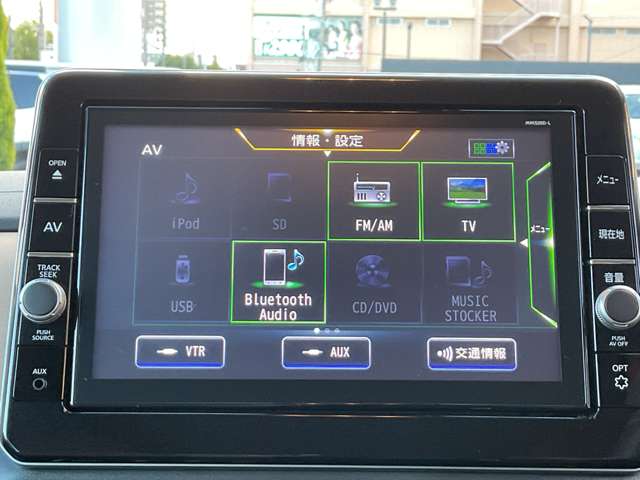 MM520D-L
情報・設定
AV
iPod
SD
FM/AM
TV
メニュー
USB
Bluetooth
Audio
CD/DVD
MUSIC
STOCKER
VTR
AUX
交通情報
OPEN
AV
TRACK
SEEK
PUSH
SOURCE
AUX
メニュー
現在地
音量
PUSH
AV OFF
OPT